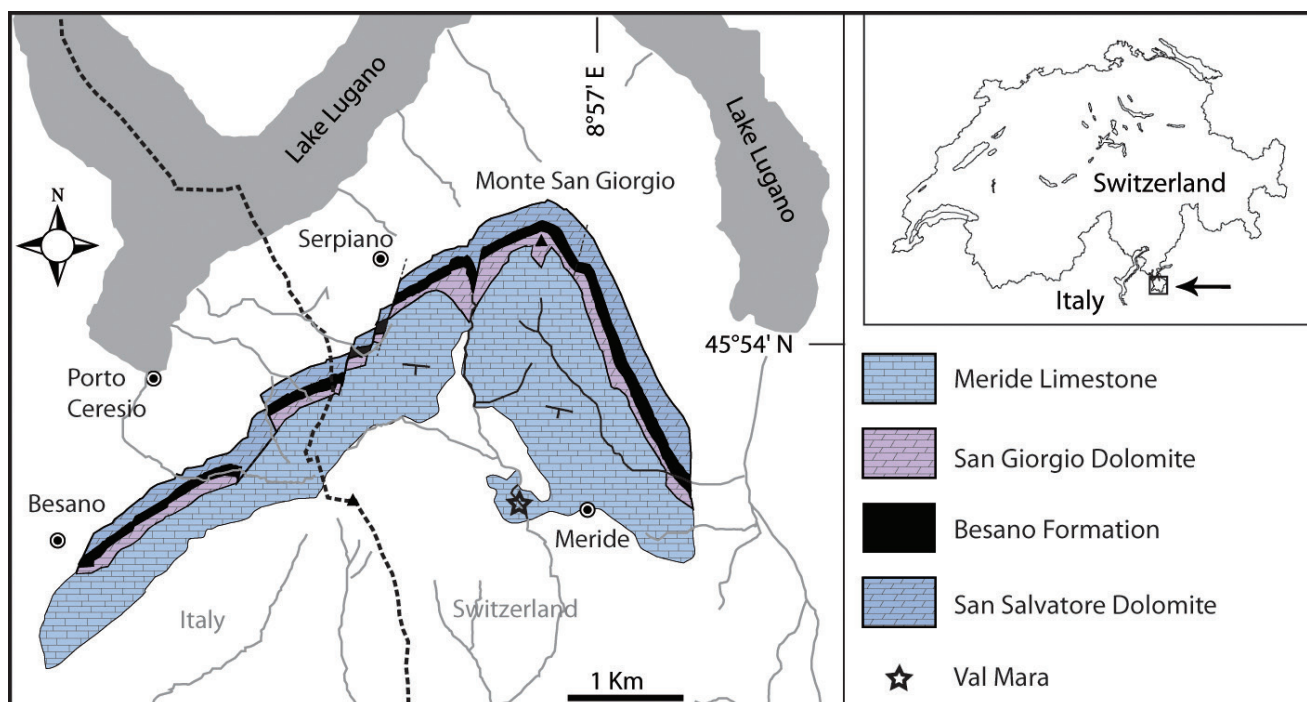 Lake Lugano
8°57' E
Lake Lugano
N
Monte San Giorgio
Serpiano
45°54' N
Porto
Ceresio
Besano
Meride
Italy
Switzerland
1 Km
Switzerland
Italy
Meride Limestone
San Giorgio Dolomite
Besano Formation
San Salvatore Dolomite
Val Mara